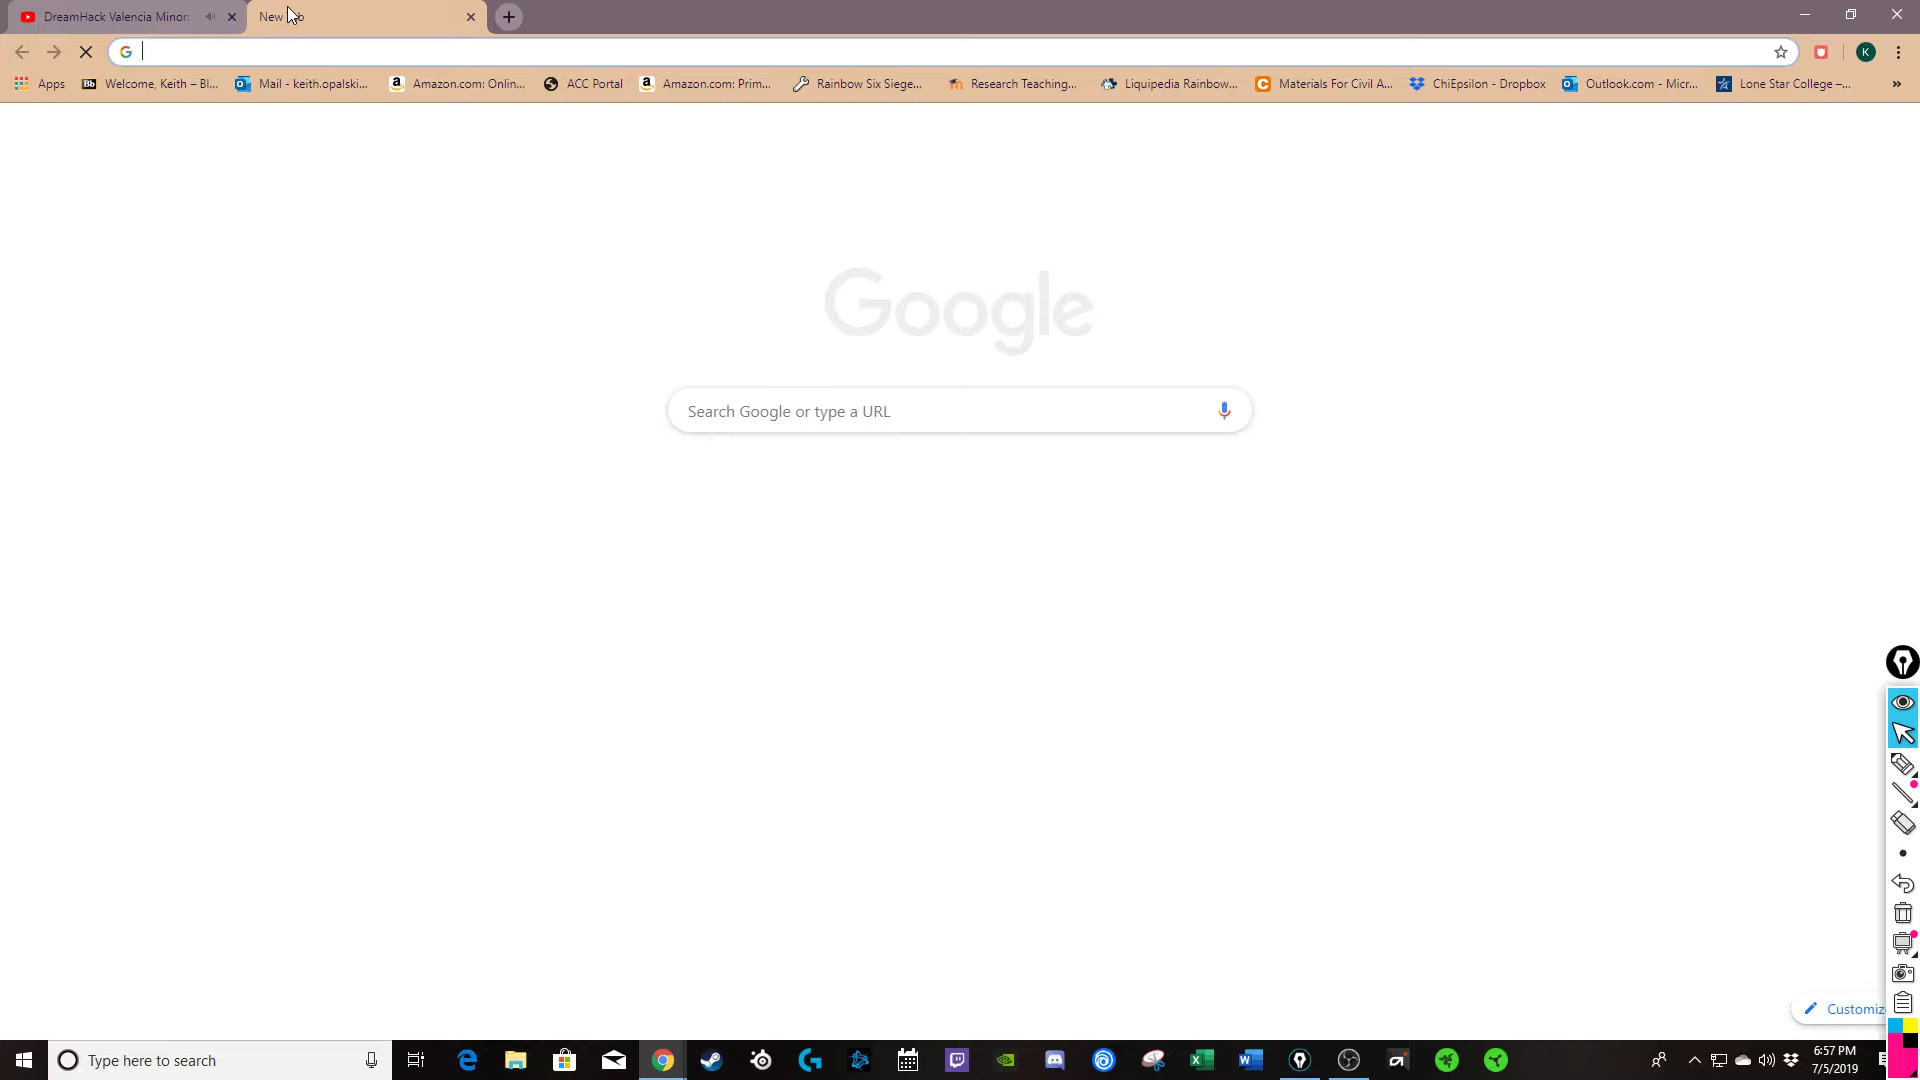 DreamHack Valencia Minor:
New
Apps
Welcome, Keith – Bl...
Mail - keith.opalski...
Amazon.com: Onlin...
ACC Portal
Amazon.com: Prim...
Rainbow Six Siege...
Research Teaching...
Liquipedia Rainbow...
Materials For Civil A...
ChiEpsilon - Dropbox
Outlook.com - Micr...
Lone Star College –...
Google
Search Google or type a URL
Customiz
Type here to search
6:57 PM
7/5/2019